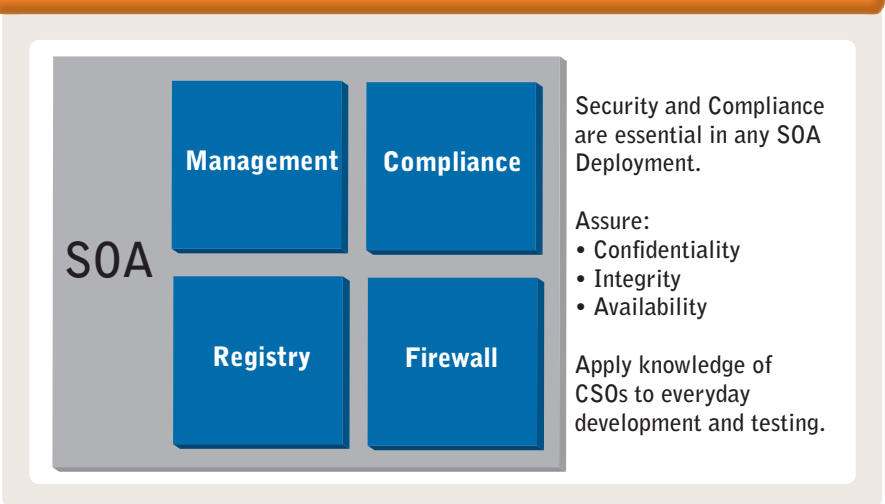 SOA
Management
Compliance
Registry
Firewall
Security and Compliance
are essential in any SOA
Deployment.
Assure:
• Confidentiality
• Integrity
• Availability
Apply knowledge of
CSOs to everyday
development and testing.